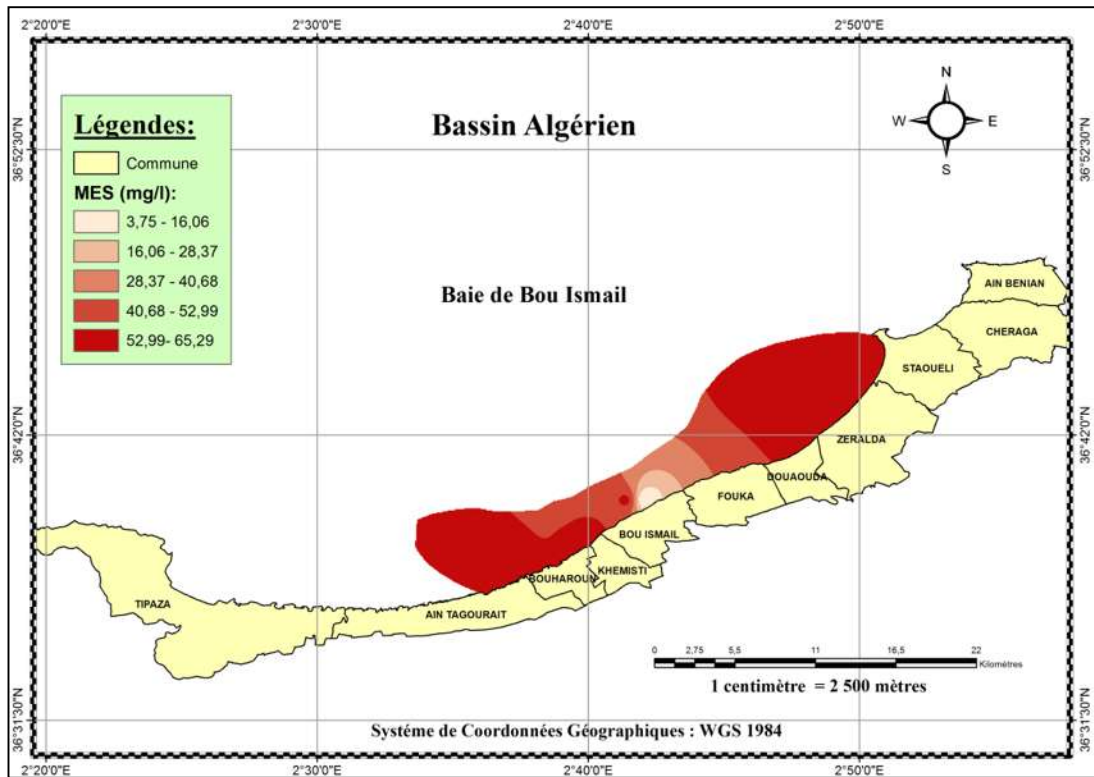 2°20'0"E 2°30'0"E 2°40'0"E 2°50'0"E
N
W E
S
Bassin Algérien
Légendes:
Commune
MES (mg/l):
3,75 - 16,06
16,06 - 28,37
28,37 - 40,68
40,68 - 52,99
52,99- 65,29
36°52'30"N 36°52'30"N
Baie de Bou Ismail
AIN BENIAN
CHERAGA
STAOUELI
36°42'0"N 36°42'0"N
ZERALDA
DOUAOUDA
FOUKA
BOU ISMAIL
KHEMISTI
BOUHAROUN
TIPAZA
AIN TAGOURAIT
0 2,75 5,5 11 16,5 22
Kilomètres
1 centimètre = 2 500 mètres
36°31'30"N 36°31'30"N
Systéme de Coordonnées Géographiques : WGS 1984
2°20'0"E 2°30'0"E 2°40'0"E 2°50'0"E